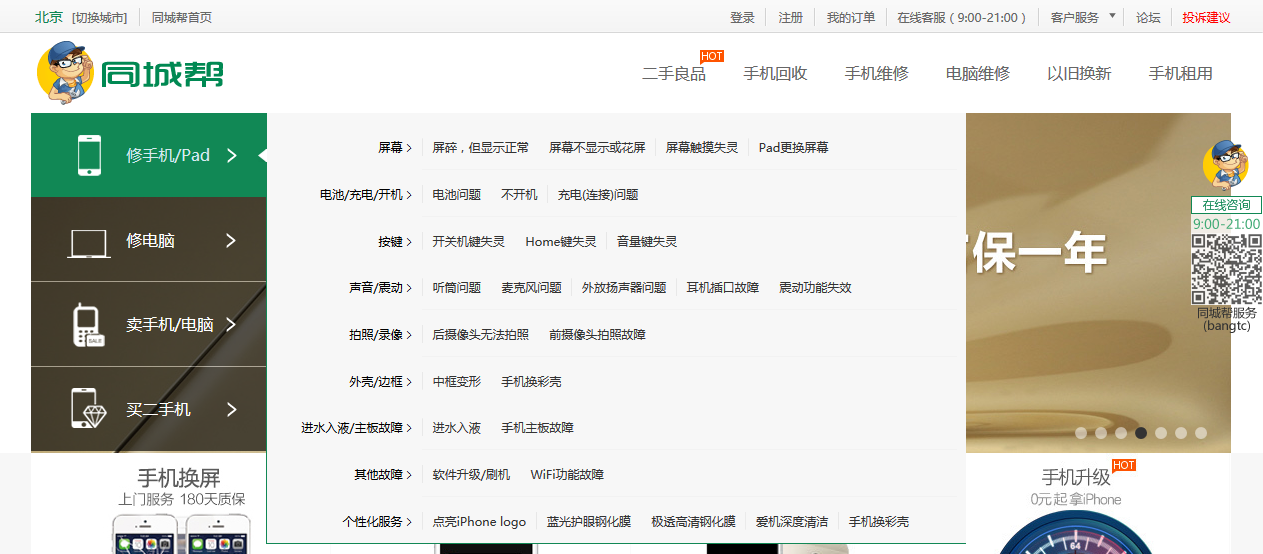 北京 [切换城市] 同城帮首页 登录 注册 我的订单 在线客服（9:00-21:00） 客户服务 论坛 投诉建议
同城帮
二手良品 HOT 手机回收 手机维修 电脑维修 以旧换新 手机租用
修手机/Pad
修电脑
卖手机/电脑
SALE
买二手机
屏幕 屏碎，但显示正常 屏幕不显示或花屏 屏幕触摸失灵 Pad更换屏幕
电池/充电/开机 电池问题 不开机 充电(连接)问题
按键 开关机键失灵 Home键失灵 音量键失灵
声音/震动 听筒问题 麦克风问题 外放扬声器问题 耳机插口故障 震动功能失效
拍照/录像 后摄像头无法拍照 前摄像头拍照故障
外壳/边框 中框变形 手机换彩壳
进水入液/主板故障 进水入液 手机主板故障
其他故障 软件升级/刷机 WiFi功能故障
个性化服务 点亮iPhone logo 蓝光护眼钢化膜 极透高清钢化膜 爱机深度清洁 手机换彩壳
保一年
在线咨询
9:00-21:00
同城帮服务
(bangtc)
手机换屏
上门服务 180天质保
手机升级 HOT
0元起拿iPhone
64